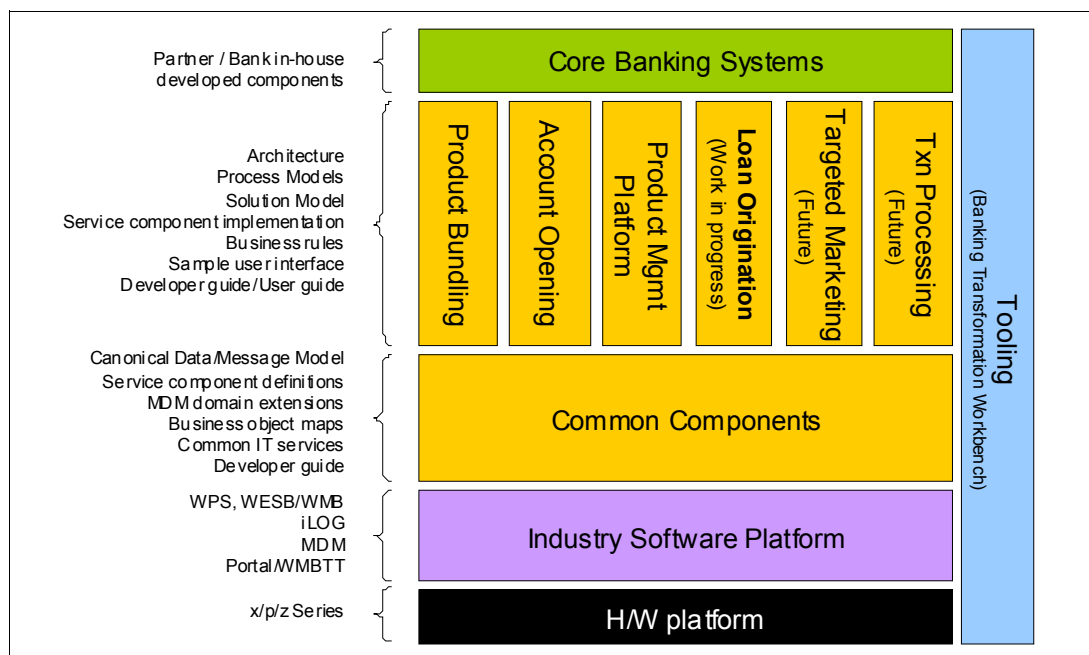 Partner / Bank in-house
developed components
Core Banking Systems
Architecture
Process Models
Solution Model
Service component implementation
Business rules
Sample user interface
Developer guide/User guide
Product Bundling
Account Opening
Product Mgmt
Platform
Loan Origination
(Work in progress)
Targeted Marketing
(Future)
Txn Processing
(Future)
Canonical Data/Message Model
Service component definitions
MDM domain extensions
Business object maps
Common IT services
Developer guide
Common Components
WPS, WESB/WMB
iLOG
MDM
Portal/WMBTT
Industry Software Platform
x/p/z Series
H/W platform
Tooling
(Banking Transformation Workbench)